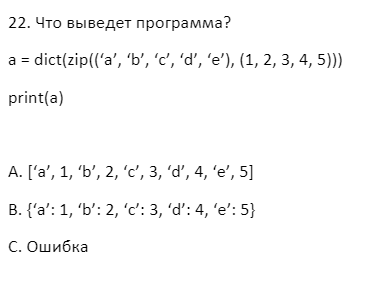 22. Что выведет программа?
a = dict(zip((‘a’, ‘b’, ‘c’, ‘d’, ‘e’), (1, 2, 3, 4, 5)))
print(a)
A. [‘a’, 1, ‘b’, 2, ‘c’, 3, ‘d’, 4, ‘e’, 5]
B. {‘a’: 1, ‘b’: 2, ‘c’: 3, ‘d’: 4, ‘e’: 5}
C. Ошибка